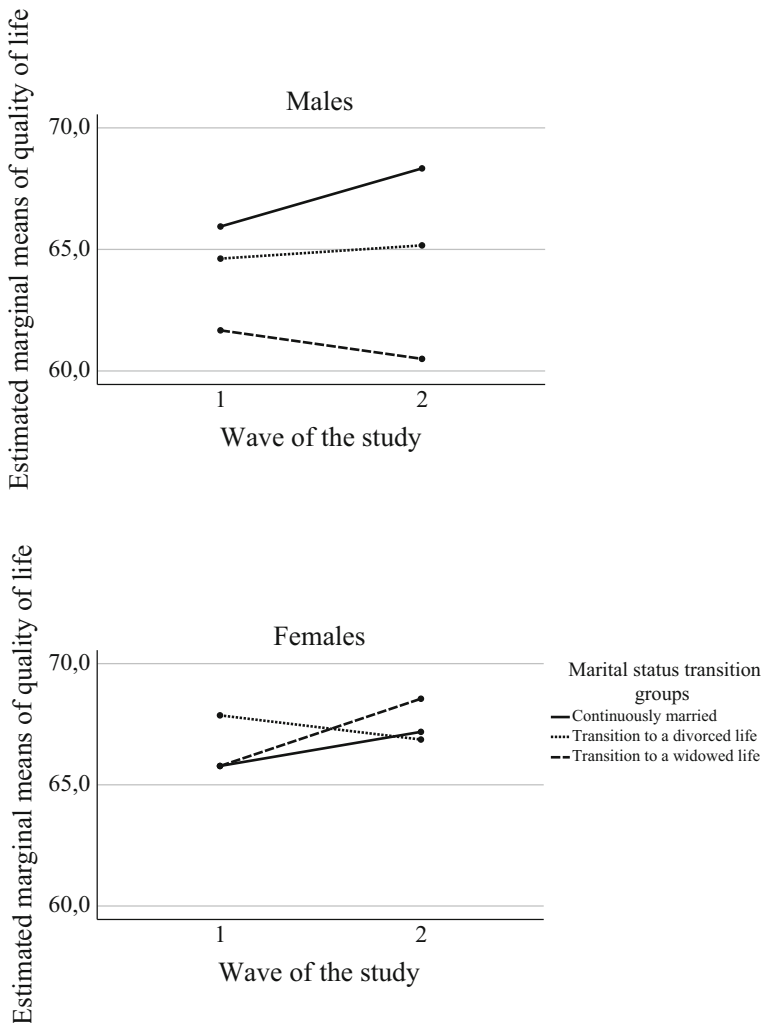 Estimated marginal means of quality of life
Males
70,0
65,0
60,0
1
2
Wave of the study
Estimated marginal means of quality of life
Females
70,0
65,0
60,0
1
2
Wave of the study
Marital status transition
groups
Continuously married
Transition to a divorced life
Transition to a widowed life